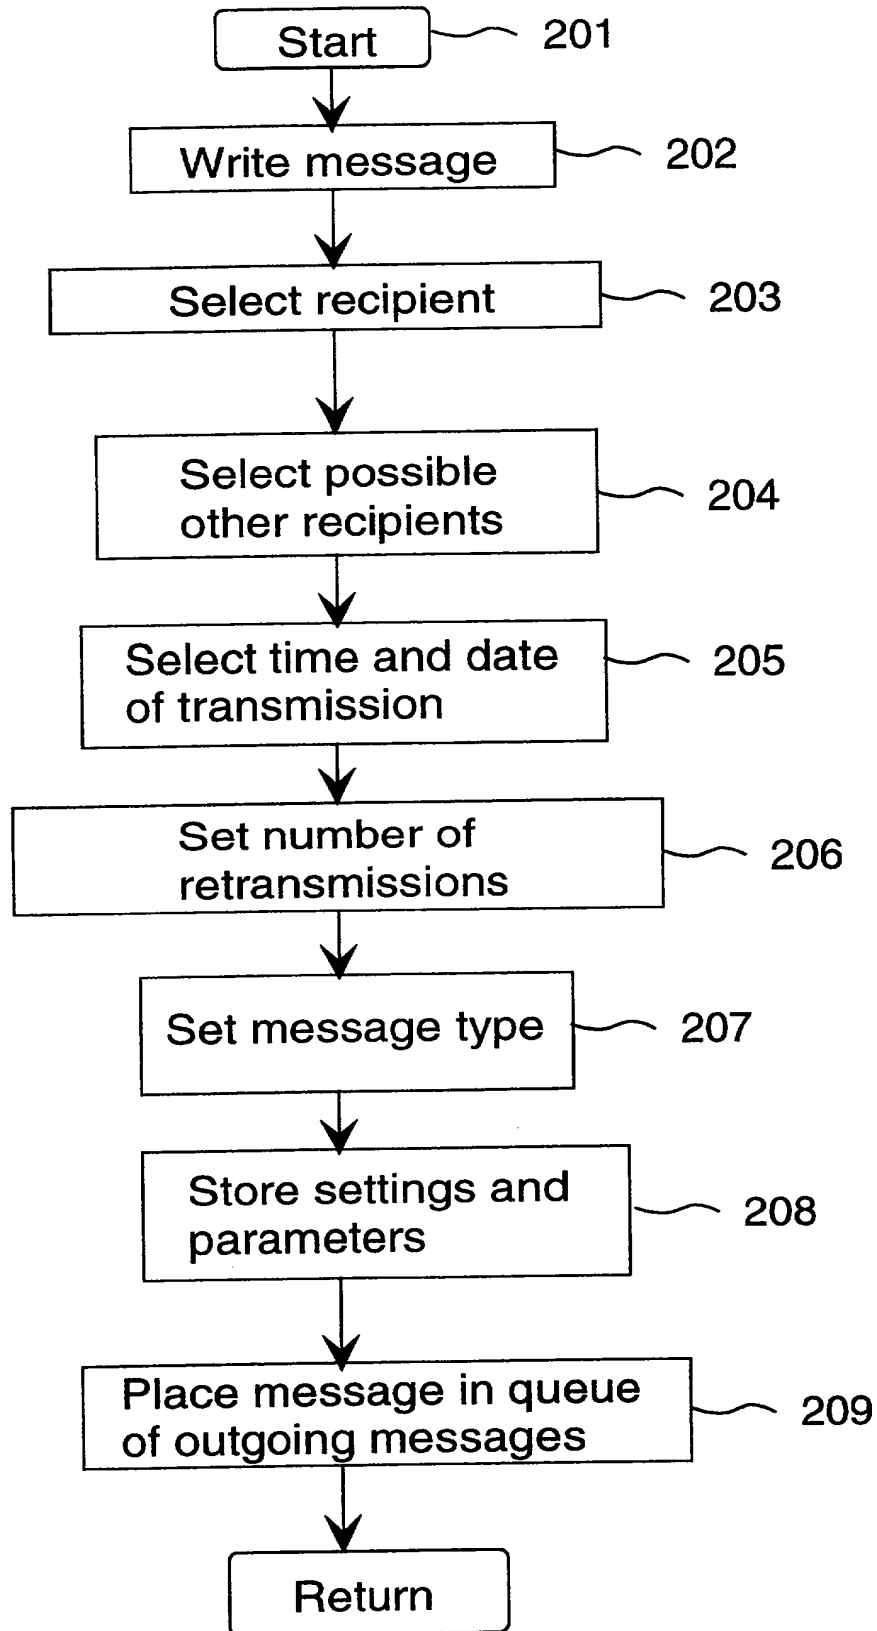 Start 201
Write message 202
Select recipient 203
Select possible
other recipients 204
Select time and date 205
of transmission
Set number of
retransmissions 206
Set message type 207
Store settings and
parameters 208
Place message in queue
of outgoing messages 209
Return